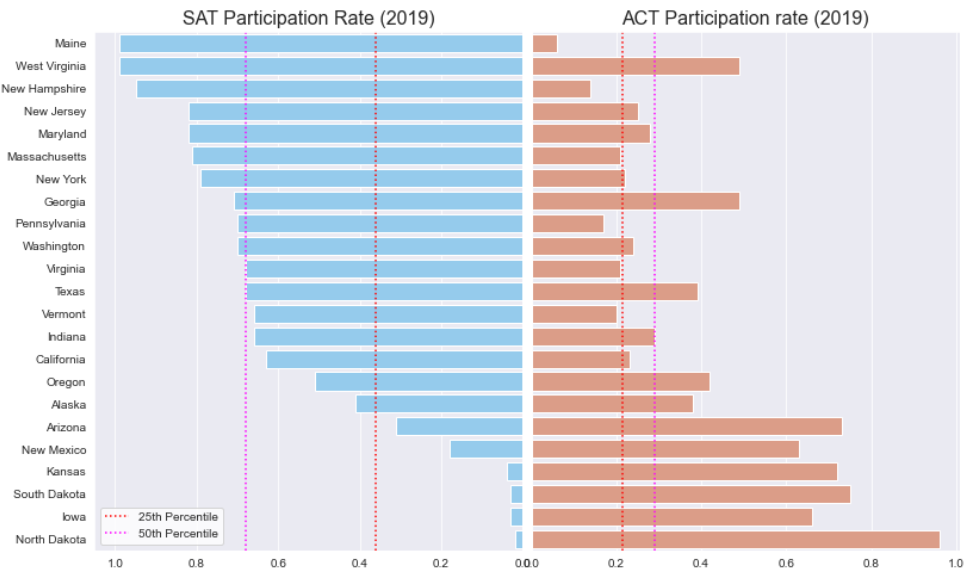 SAT Participation Rate (2019)
ACT Participation rate (2019)
Maine
West Virginia
New Hampshire
New Jersey
Maryland
Massachusetts
New York
Georgia
Pennsylvania
Washington
Virginia
Texas
Vermont
Indiana
California
Oregon
Alaska
Arizona
New Mexico
Kansas
South Dakota
Iowa
North Dakota
25th Percentile
50th Percentile
1.0 0.8 0.6 0.4 0.2 0.0 0.0 0.2 0.4 0.6 0.8 1.0